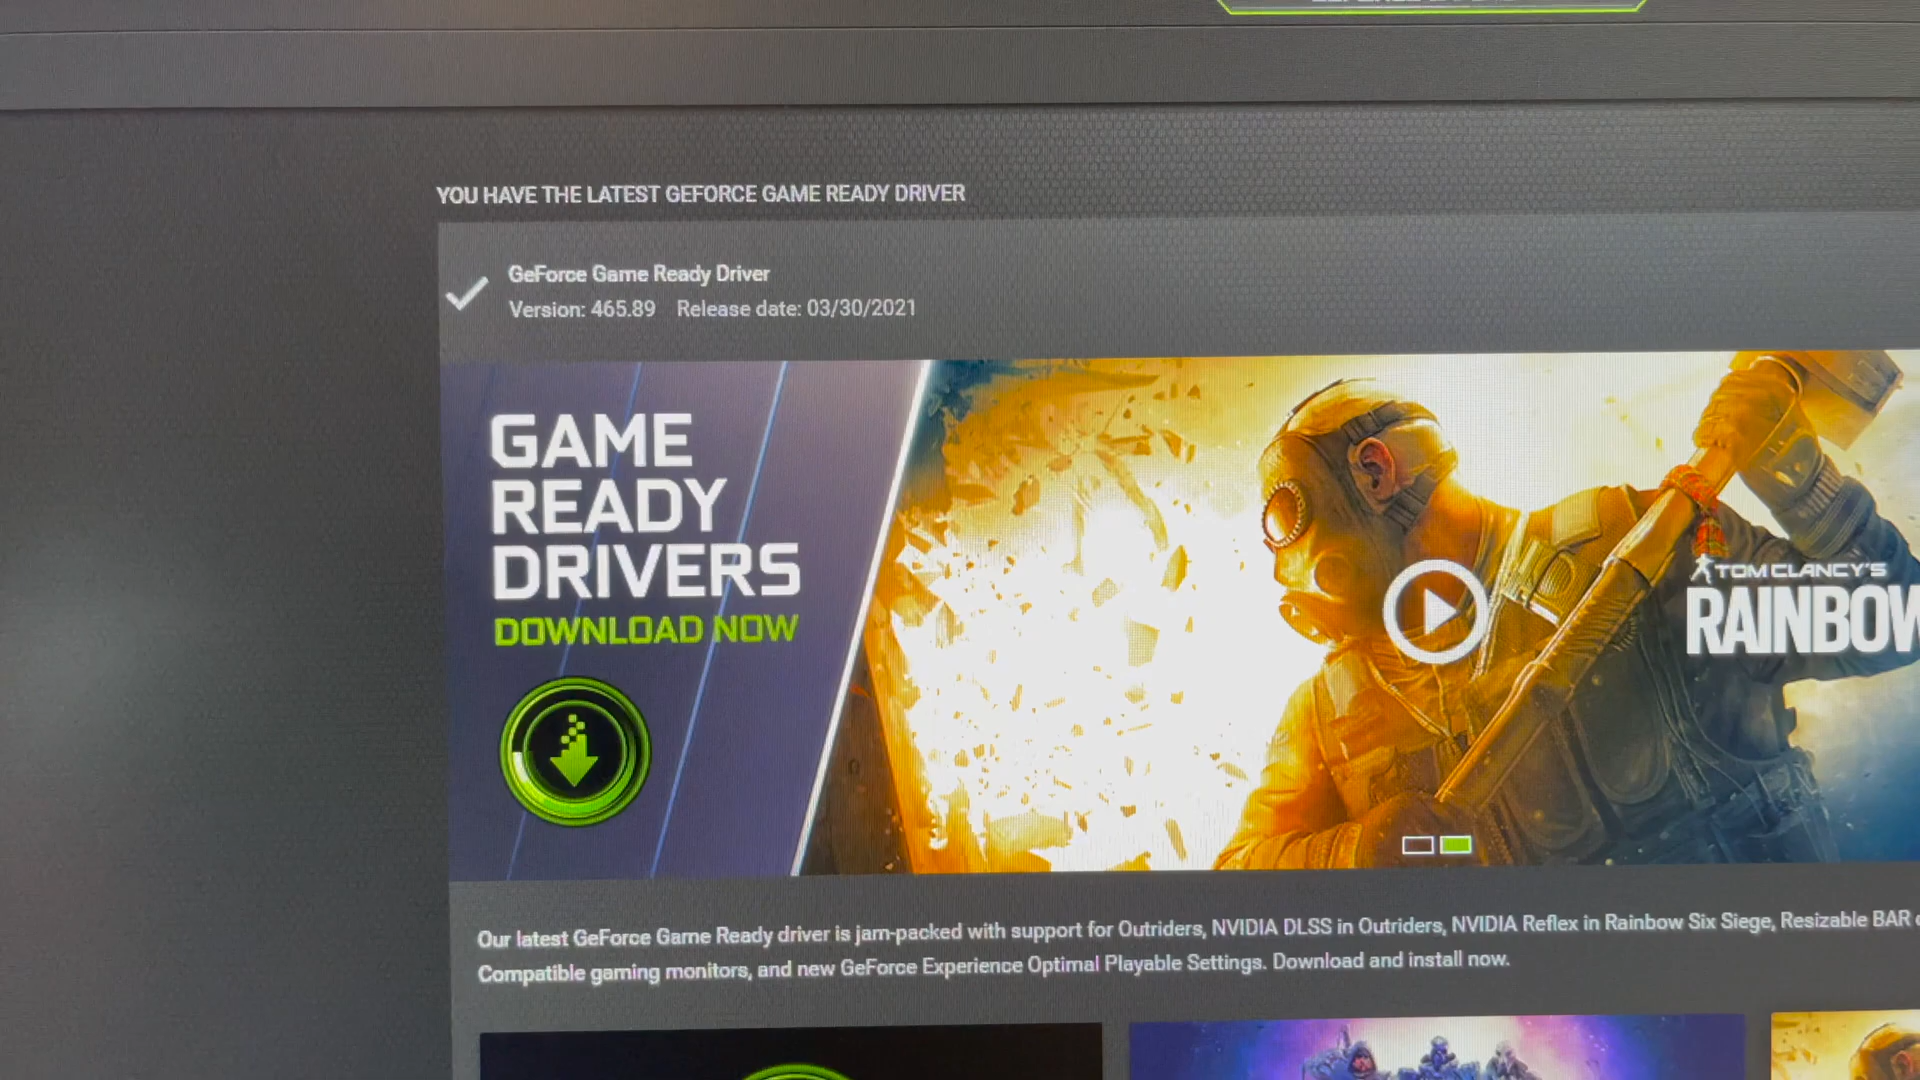 YOU HAVE THE LATEST GEFORCE GAME READY DRIVER
GeForce Game Ready Driver
Version: 465.89 Release date: 03/30/2021
GAME
READY
DRIVERS
DOWNLOAD NOW
TOM CLANCY'S
RAINBOW
Our latest GeForce Game Ready driver is jam-packed with support for Outriders, NVIDIA DLSS in Outriders, NVIDIA Reflex in Rainbow Six Siege, Resizable BAR
Compatible gaming monitors, and new GeForce Experience Optimal Playable Settings. Download and install now.